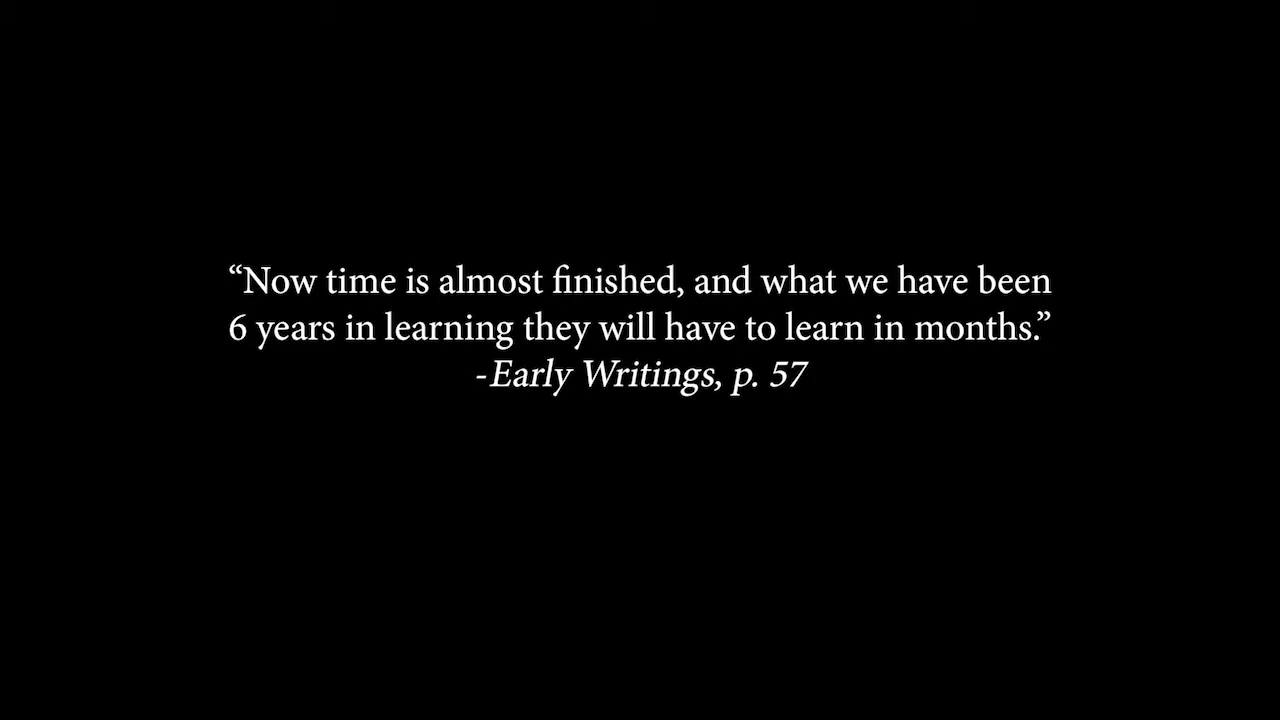 “Now time is almost finished, and what we have been
6 years in learning they will have to learn in months.”
-Early Writings, p. 57